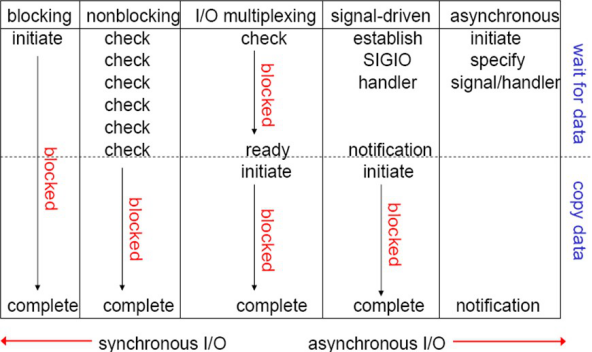 blocking nonblocking I/O multiplexing signal-driven asynchronous
initiate check check establish initiate
check SIGIO specify
check handler signal/handler
check
check
check ready notification
initiate initiate
blocked
blocked
blocked
blocked
blocked
complete complete complete complete notification
wait for data
copy data
synchronous I/O asynchronous I/O